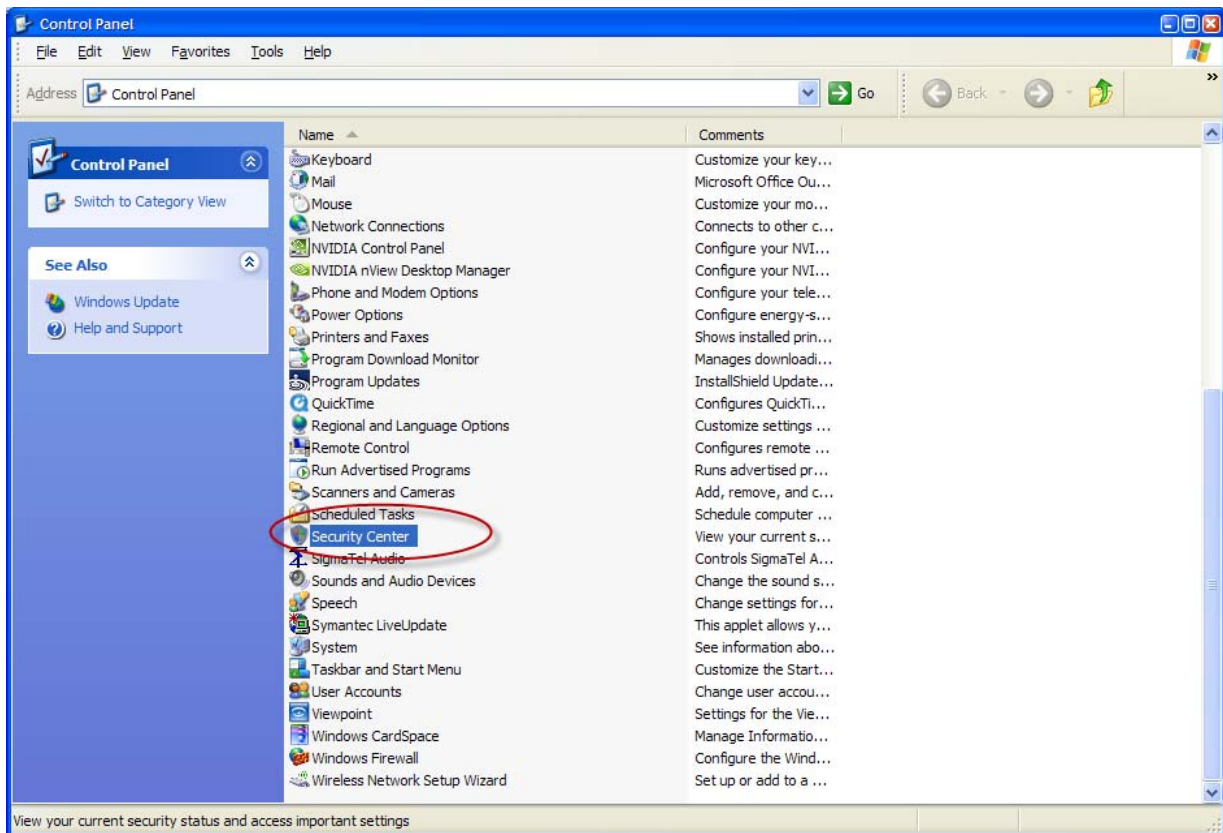 Control Panel
File Edit View Favorites Tools Help
Address Control Panel Go Back
Control Panel
Switch to Category View
See Also
Windows Update
Help and Support
Name Comments
Keyboard Customize your key...
Mail Microsoft Office Ou...
Mouse Customize your mo...
Network Connections Connects to other c...
NVIDIA Control Panel Configure your NVI...
NVIDIA nView Desktop Manager Configure your NVI...
Phone and Modem Options Configure your tele...
Power Options Configure energy-s...
Printers and Faxes Shows installed prin...
Program Download Monitor Manages downloadi...
Program Updates InstallShield Update...
QuickTime Configures QuickTi...
Regional and Language Options Customize settings ...
Remote Control Configures remote ...
Run Advertised Programs Runs advertised pr...
Scanners and Cameras Add, remove, and c...
Scheduled Tasks Schedule computer ...
Security Center View your current s...
SigmaTel Audio Controls SigmaTel A...
Sounds and Audio Devices Change the sound s...
Speech Change settings for...
Symantec LiveUpdate This applet allows y...
System See information abo...
Taskbar and Start Menu Customize the Start...
User Accounts Change user accou...
Viewpoint Settings for the Vie...
Windows CardSpace Manage Informatio...
Windows Firewall Configure the Wind...
Wireless Network Setup Wizard Set up or add to a ...
View your current security status and access important settings